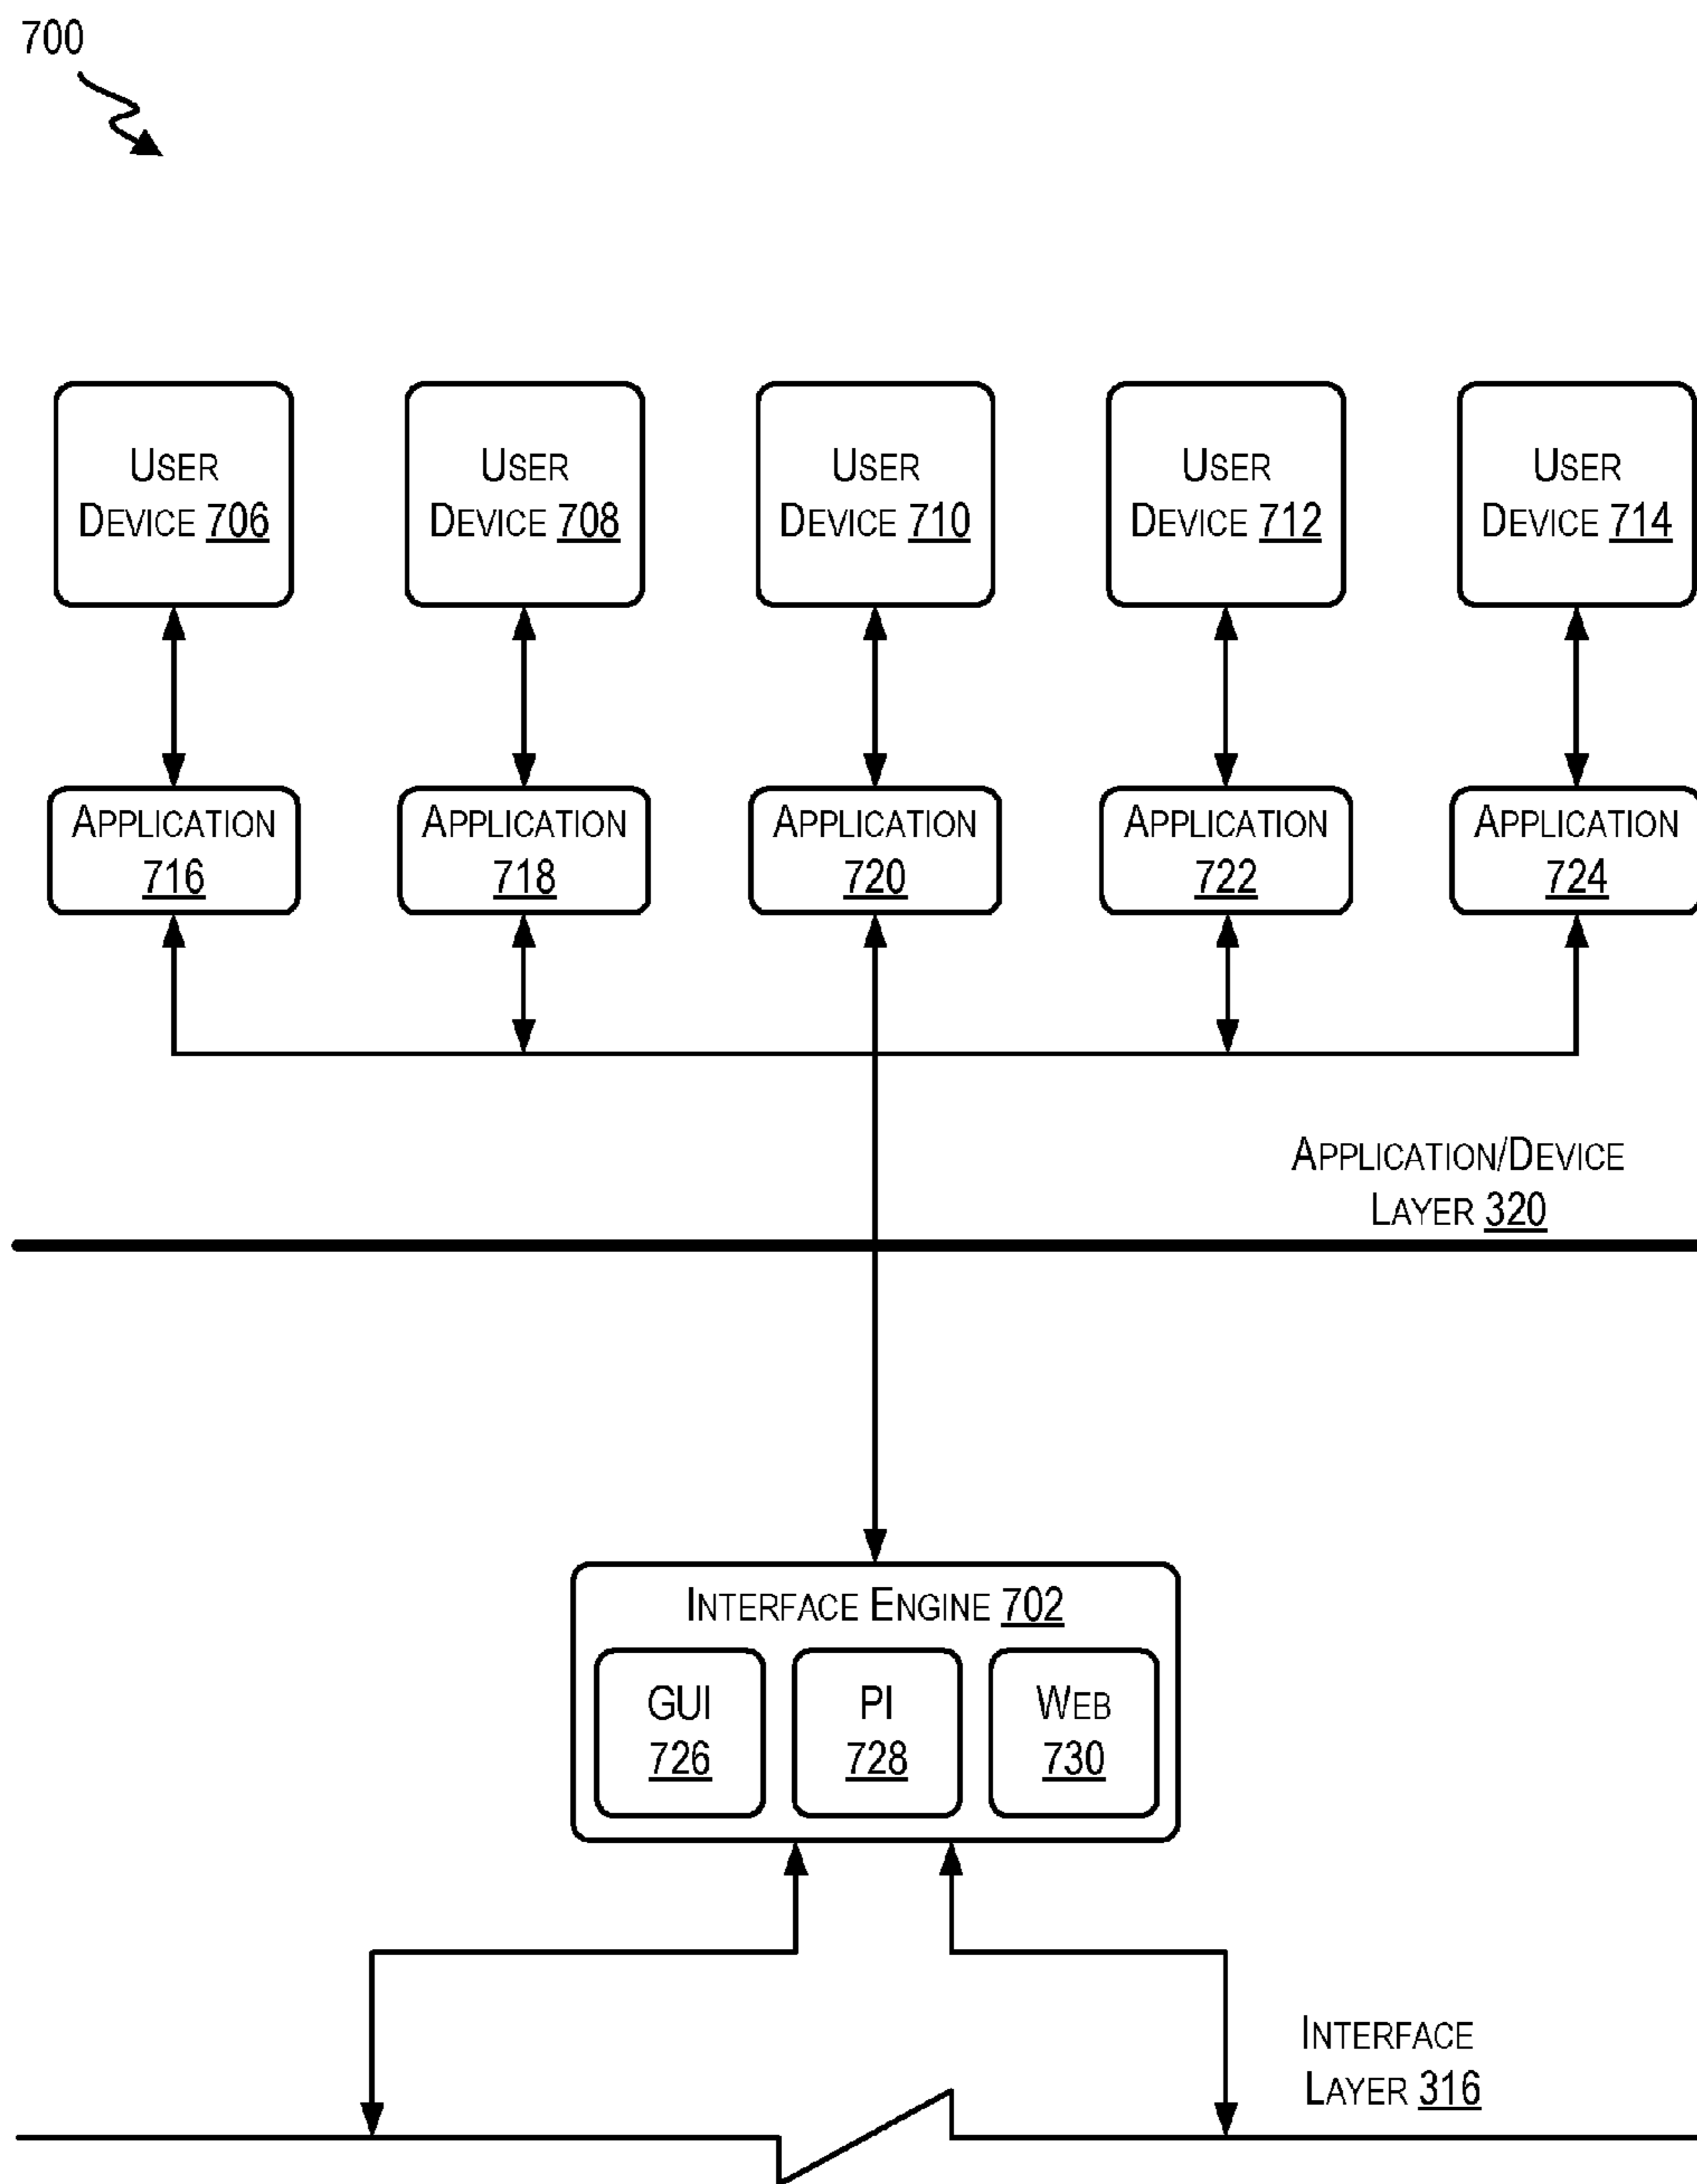 700
User
Device 706
User
Device 708
User
Device 710
User
Device 712
User
Device 714
Application
716
Application
718
Application
720
Application
722
Application
724
Application/Device
Layer 320
Interface Engine 702
GUI
726
PI
728
Web
730
Interface
Layer 316